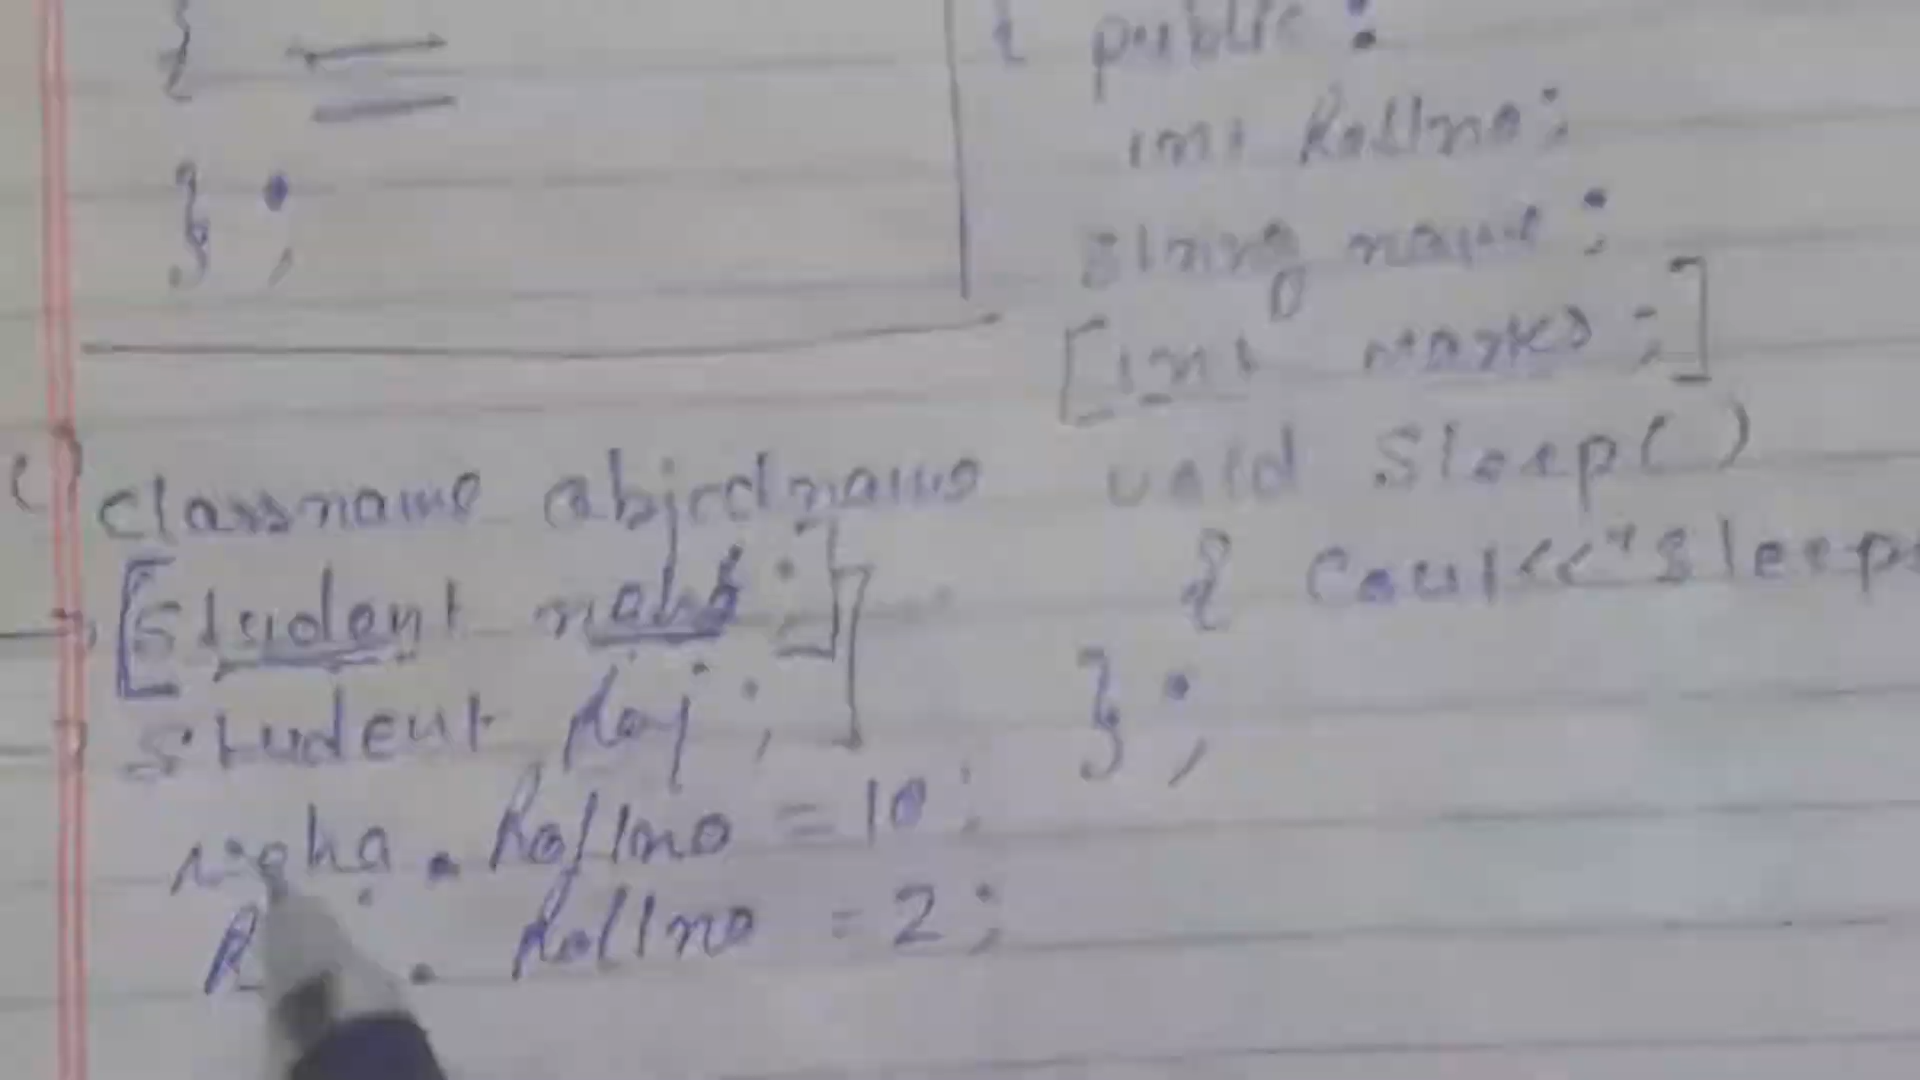 {
} ;
{ public :
int Rollno ;
string name ;
[int marks ;]
void Sleep( )
{ cout<<"sleep
} ;
classname objectname
[Student neha ;]
Student Raj ;]
neha . Rollno = 10 ;
R . Rollno = 2 ;